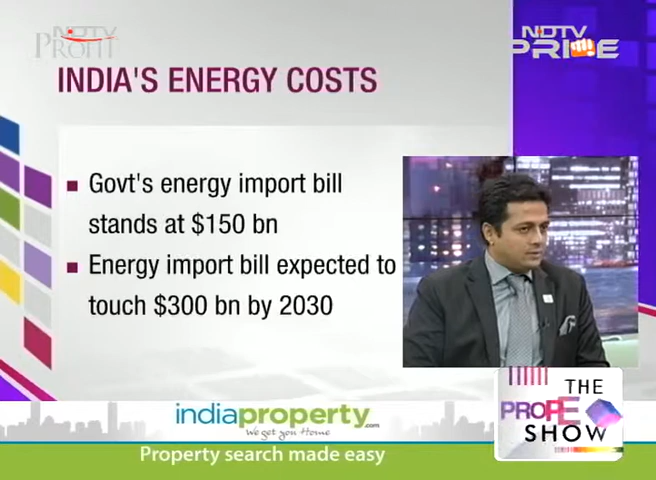 NDTV
PROFIT
NDTV
PRIME
INDIA'S ENERGY COSTS
Govt's energy import bill
stands at $150 bn
Energy import bill expected to
touch $300 bn by 2030
THE
PROPE
SHOW
indiaproperty.com
We get you Home
Property search made easy